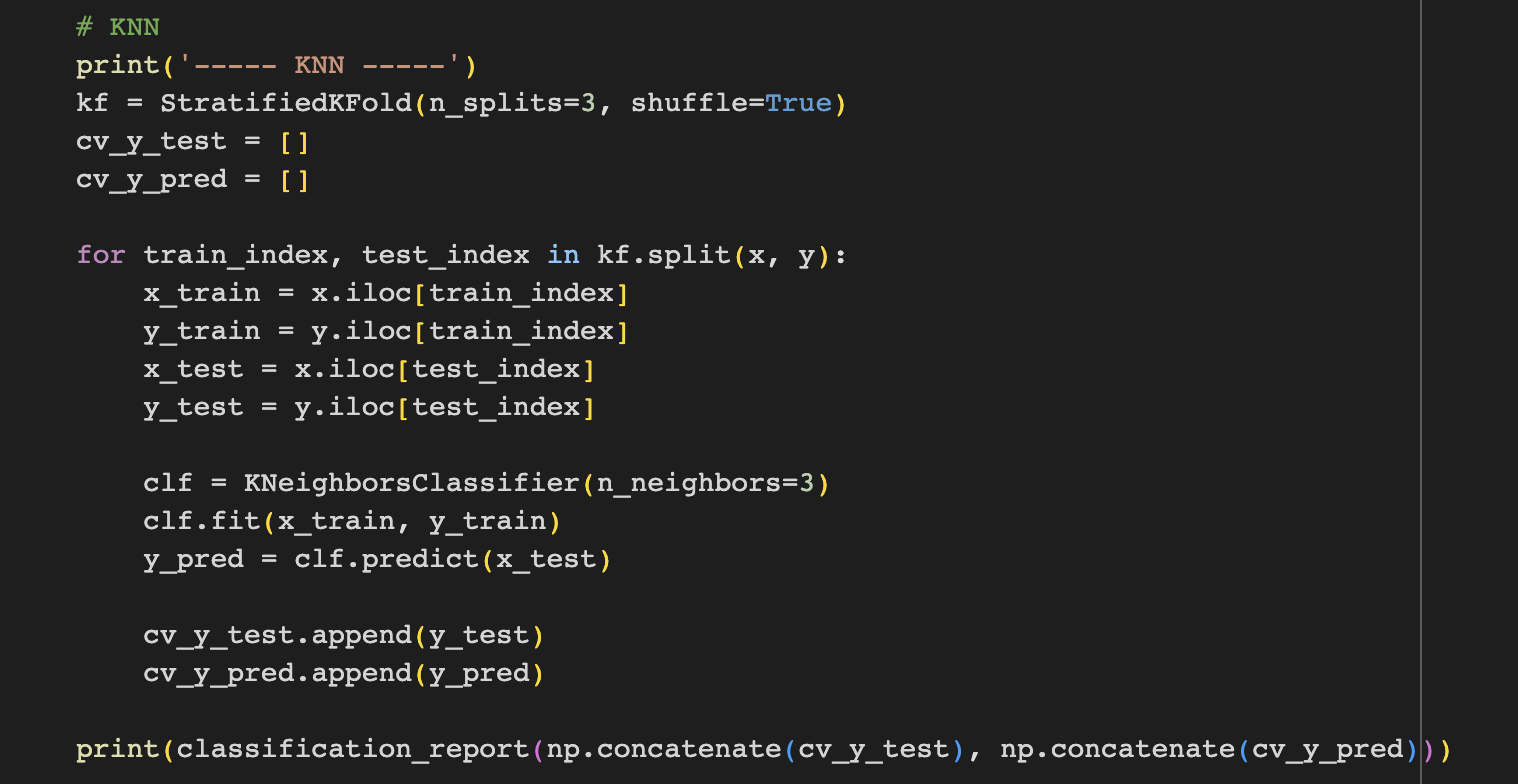 # KNN
print('----- KNN -----')
kf = StratifiedKFold(n_splits=3, shuffle=True)
cv_y_test = []
cv_y_pred = []
for train_index, test_index in kf.split(x, y):
    x_train = x.iloc[train_index]
    y_train = y.iloc[train_index]
    x_test = x.iloc[test_index]
    y_test = y.iloc[test_index]
    clf = KNeighborsClassifier(n_neighbors=3)
    clf.fit(x_train, y_train)
    y_pred = clf.predict(x_test)
    cv_y_test.append(y_test)
    cv_y_pred.append(y_pred)
print(classification_report(np.concatenate(cv_y_test), np.concatenate(cv_y_pred)))